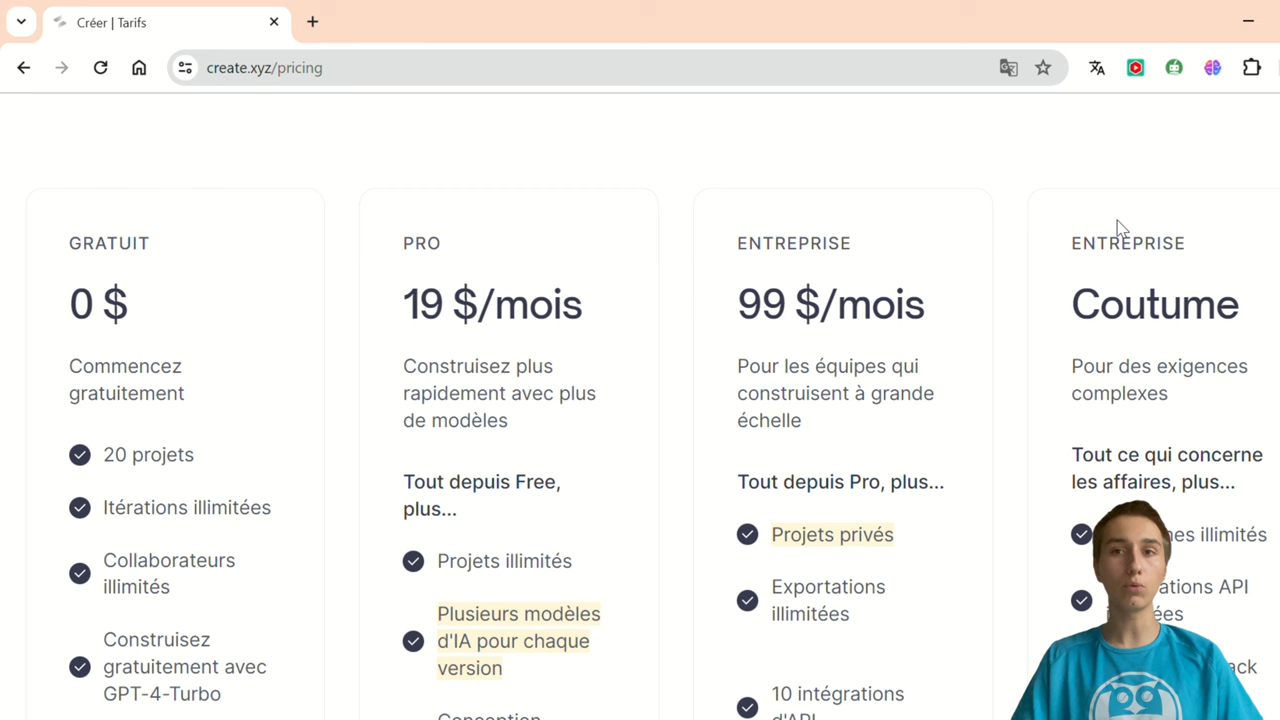 Créer | Tarifs
create.xyz/pricing
GRATUIT
0 $
Commencez
gratuitement
20 projets
Itérations illimitées
Collaborateurs
illimités
Construisez
gratuitement avec
GPT-4-Turbo
PRO
19 $/mois
Construisez plus
rapidement avec plus
de modèles
Tout depuis Free,
plus...
Projets illimités
Plusieurs modèles
d'IA pour chaque
version
ENTREPRISE
99 $/mois
Pour les équipes qui
construisent à grande
échelle
Tout depuis Pro, plus...
Projets privés
Exportations
illimitées
10 intégrations
d'API
ENTREPRISE
Coutume
Pour des exigences
complexes
Tout ce qui concerne
les affaires, plus...
illimités
API